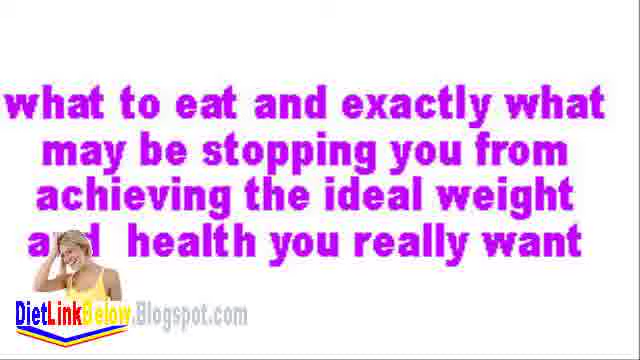 what to eat and exactly what
may be stopping you from
achieving the ideal weight
and health you really want
DietLinkBelow.Blogspot.com